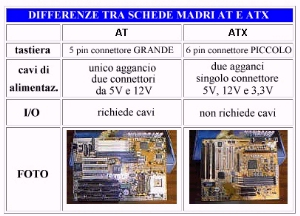 DIFFERENZE TRA SCHEDE MADRI AT E ATX
AT ATX
tastiera 5 pin connettore GRANDE 6 pin connettore PICCOLO
cavi di alimentaz. unico aggancio due connettori da 5V e 12V due agganci singolo connettore 5V, 12V e 3,3V
I/O richiede cavi non richiede cavi
FOTO